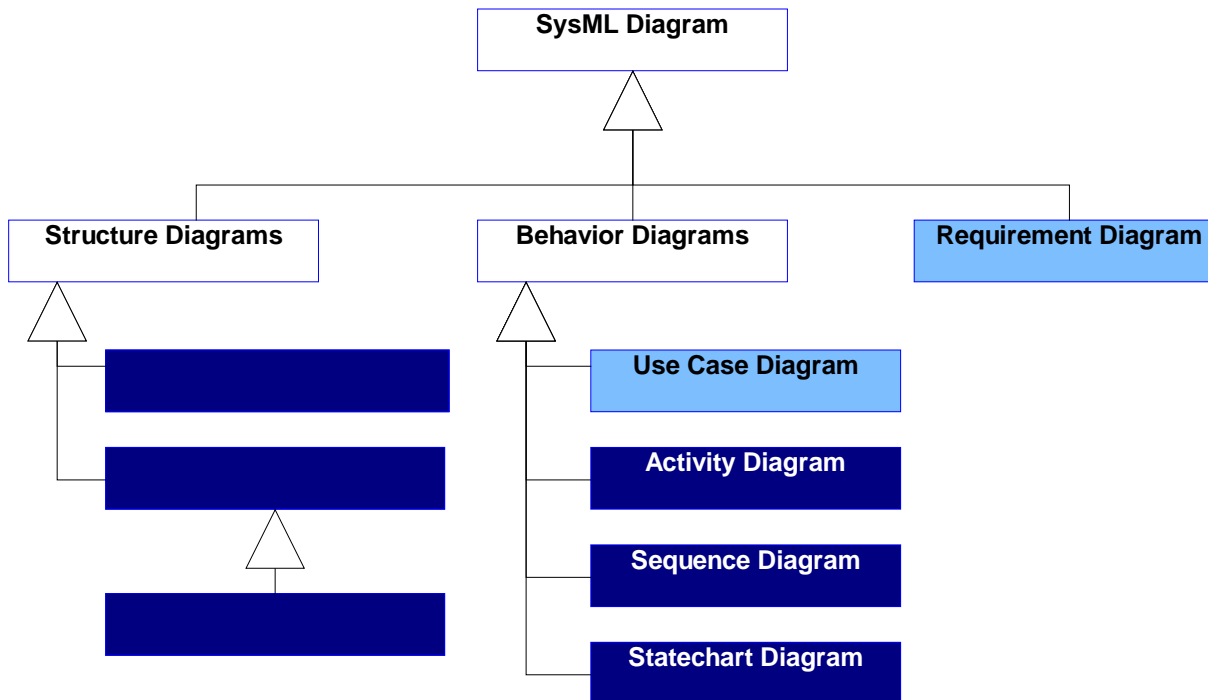 SysML Diagram
Structure Diagrams
Behavior Diagrams
Requirement Diagram
Use Case Diagram
Activity Diagram
Sequence Diagram
Statechart Diagram